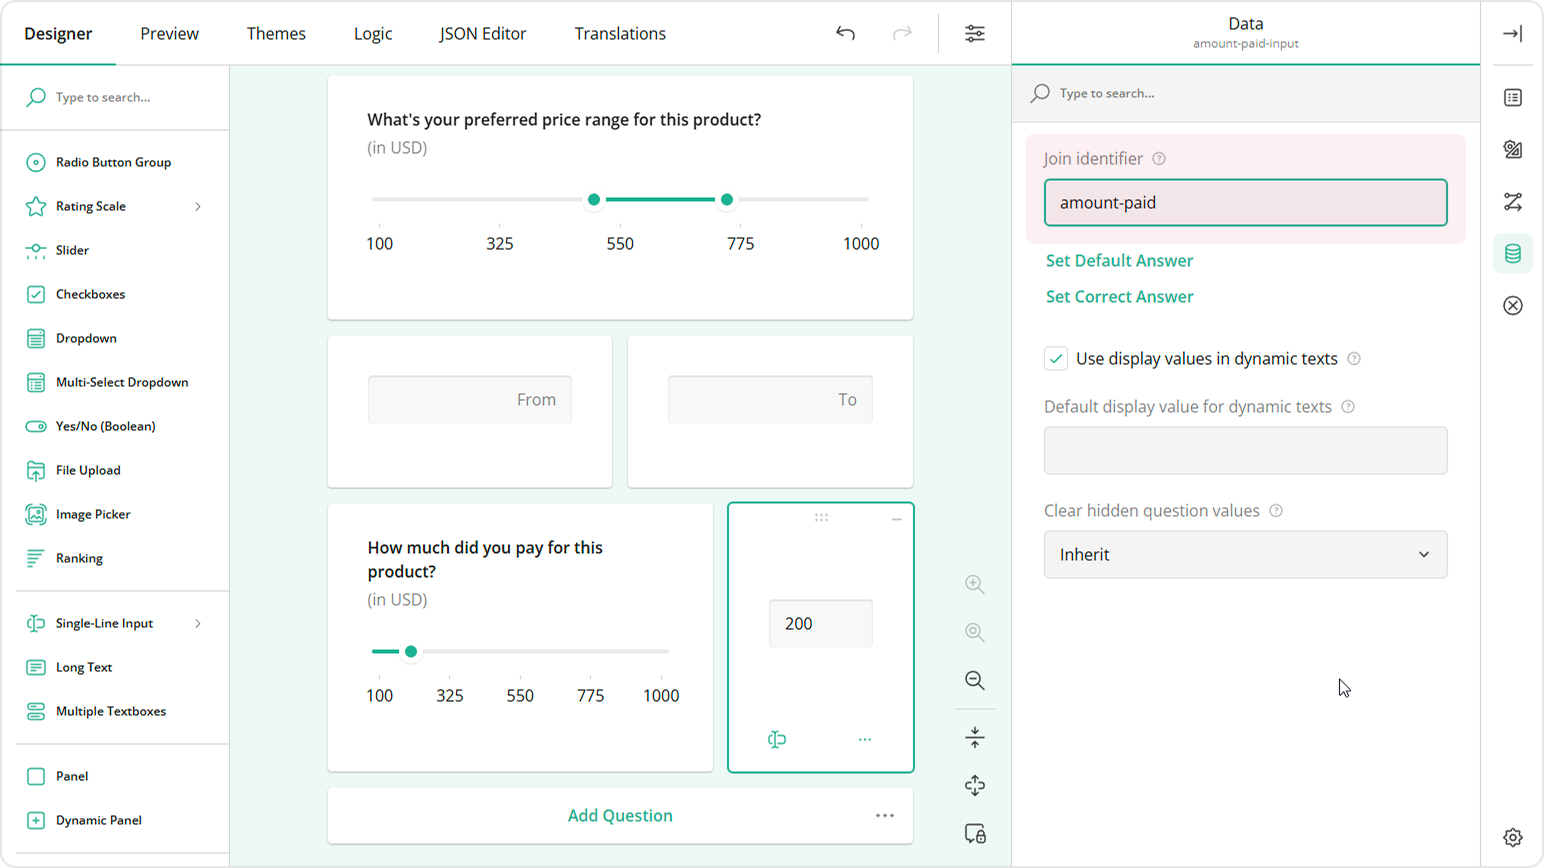 Designer
Preview
Themes
Logic
JSON Editor
Translations
Data
amount-paid-input
Type to search...
Radio Button Group
Rating Scale
Slider
Checkboxes
Dropdown
Multi-Select Dropdown
Yes/No (Boolean)
File Upload
Image Picker
Ranking
Single-Line Input
Long Text
Multiple Textboxes
Panel
Dynamic Panel
What's your preferred price range for this product?
(in USD)
100 325 550 775 1000
From
To
How much did you pay for this
product?
(in USD)
100 325 550 775 1000
200
Add Question
Type to search...
Join identifier
amount-paid
Set Default Answer
Set Correct Answer
Use display values in dynamic texts
Default display value for dynamic texts
Clear hidden question values
Inherit